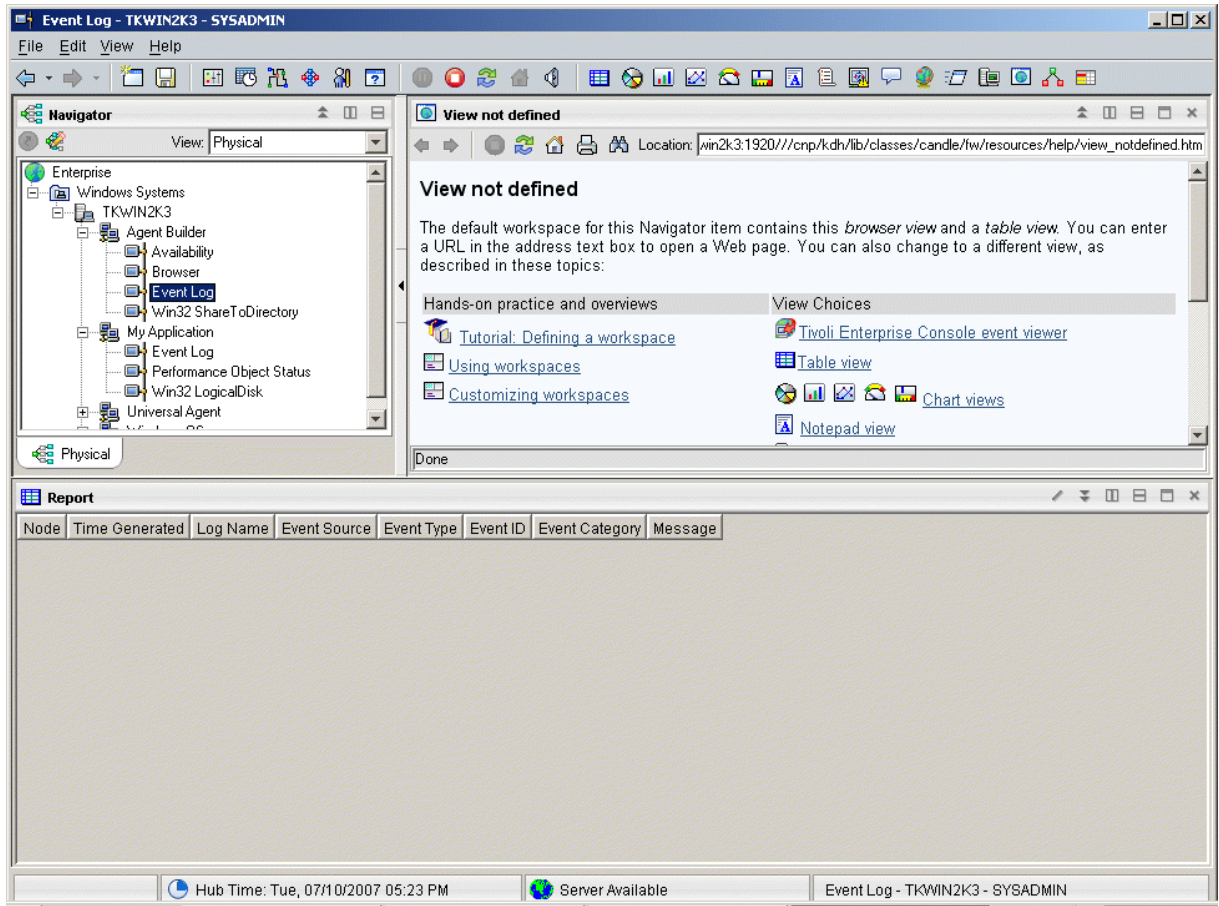 Event Log - TKWIN2K3 - SYSADMIN
File Edit View Help
Navigator
View: Physical
Enterprise
Windows Systems
TKWIN2K3
Agent Builder
Availability
Browser
Event Log
Win32 ShareToDirectory
My Application
Event Log
Performance Object Status
Win32 LogicalDisk
Universal Agent
Physical
View not defined
Location: win2k3:1920///cnp/kdh/lib/classes/candle/fw/resources/help/view_notdefined.htm
View not defined
The default workspace for this Navigator item contains this browser view and a table view. You can enter
a URL in the address text box to open a Web page. You can also change to a different view, as
described in these topics:
Hands-on practice and overviews
Tutorial: Defining a workspace
Using workspaces
Customizing workspaces
View Choices
Tivoli Enterprise Console event viewer
Table view
Chart views
Notepad view
Done
Report
Node Time Generated Log Name Event Source Event Type Event ID Event Category Message
Hub Time: Tue, 07/10/2007 05:23 PM
Server Available
Event Log - TKWIN2K3 - SYSADMIN